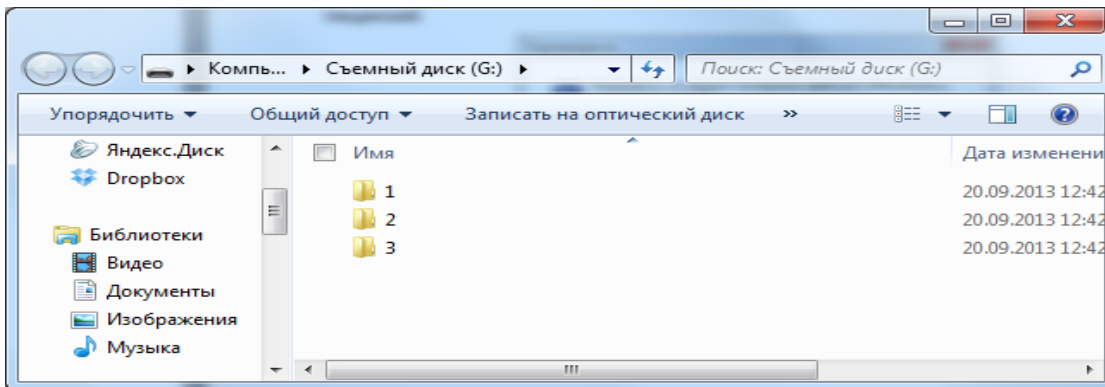 Компь... Съемный диск (G:) Поиск: Съемный диск (G:)
Упорядочить Общий доступ Записать на оптический диск »
Яндекс.Диск
Dropbox
Библиотеки
Видео
Документы
Изображения
Музыка
Имя Дата изменени
1 20.09.2013 12:42
2 20.09.2013 12:42
3 20.09.2013 12:42